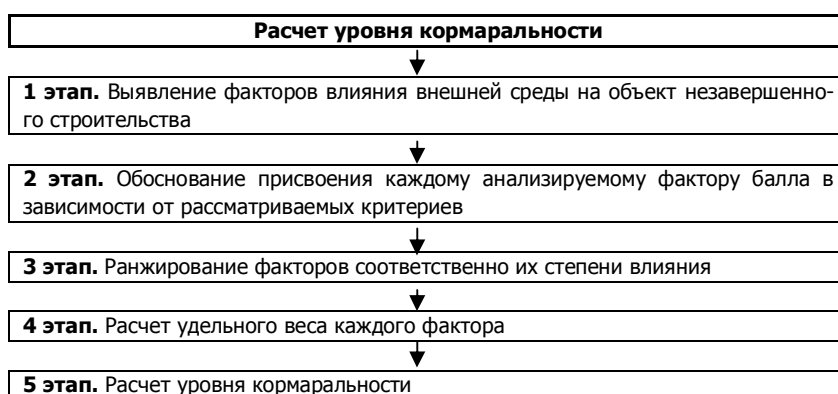 Расчет уровня кормаральности
1 этап. Выявление факторов влияния внешней среды на объект незавершенно-
го строительства
2 этап. Обоснование присвоения каждому анализируемому фактору балла в
зависимости от рассматриваемых критериев
3 этап. Ранжирование факторов соответственно их степени влияния
4 этап. Расчет удельного веса каждого фактора
5 этап. Расчет уровня кормаральности